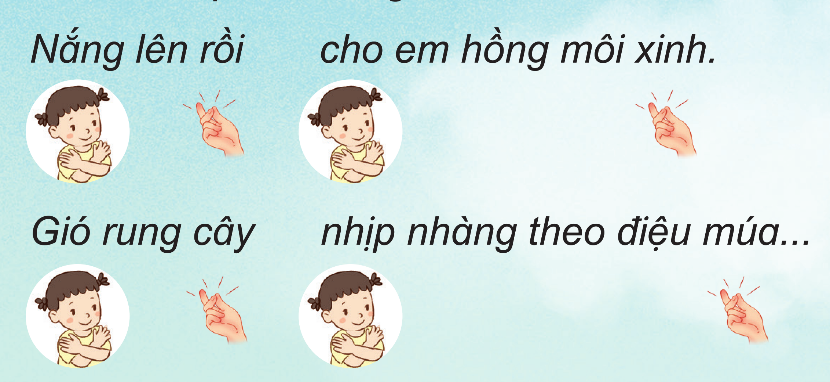 Nắng lên rồi cho em hồng môi xinh.
Gió rung cây nhịp nhàng theo điệu múa...